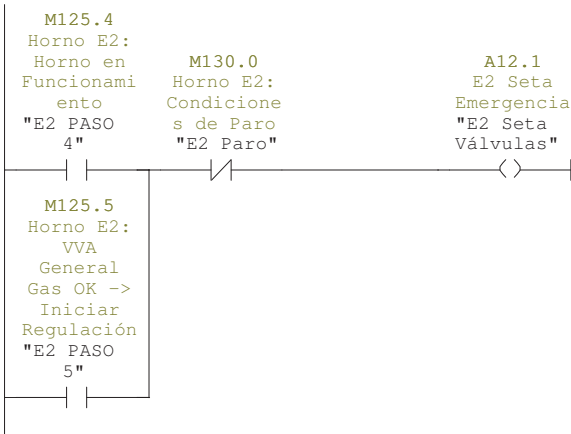 M125.4
Horno E2:
Horno en
Funcionami
ento
"E2 PASO
4"
M130.0
Horno E2:
Condicione
s de Paro
"E2 Paro"
A12.1
E2 Seta
Emergencia
"E2 Seta
Válvulas"
M125.5
Horno E2:
VVA
General
Gas OK ->
Iniciar
Regulación
"E2 PASO
5"